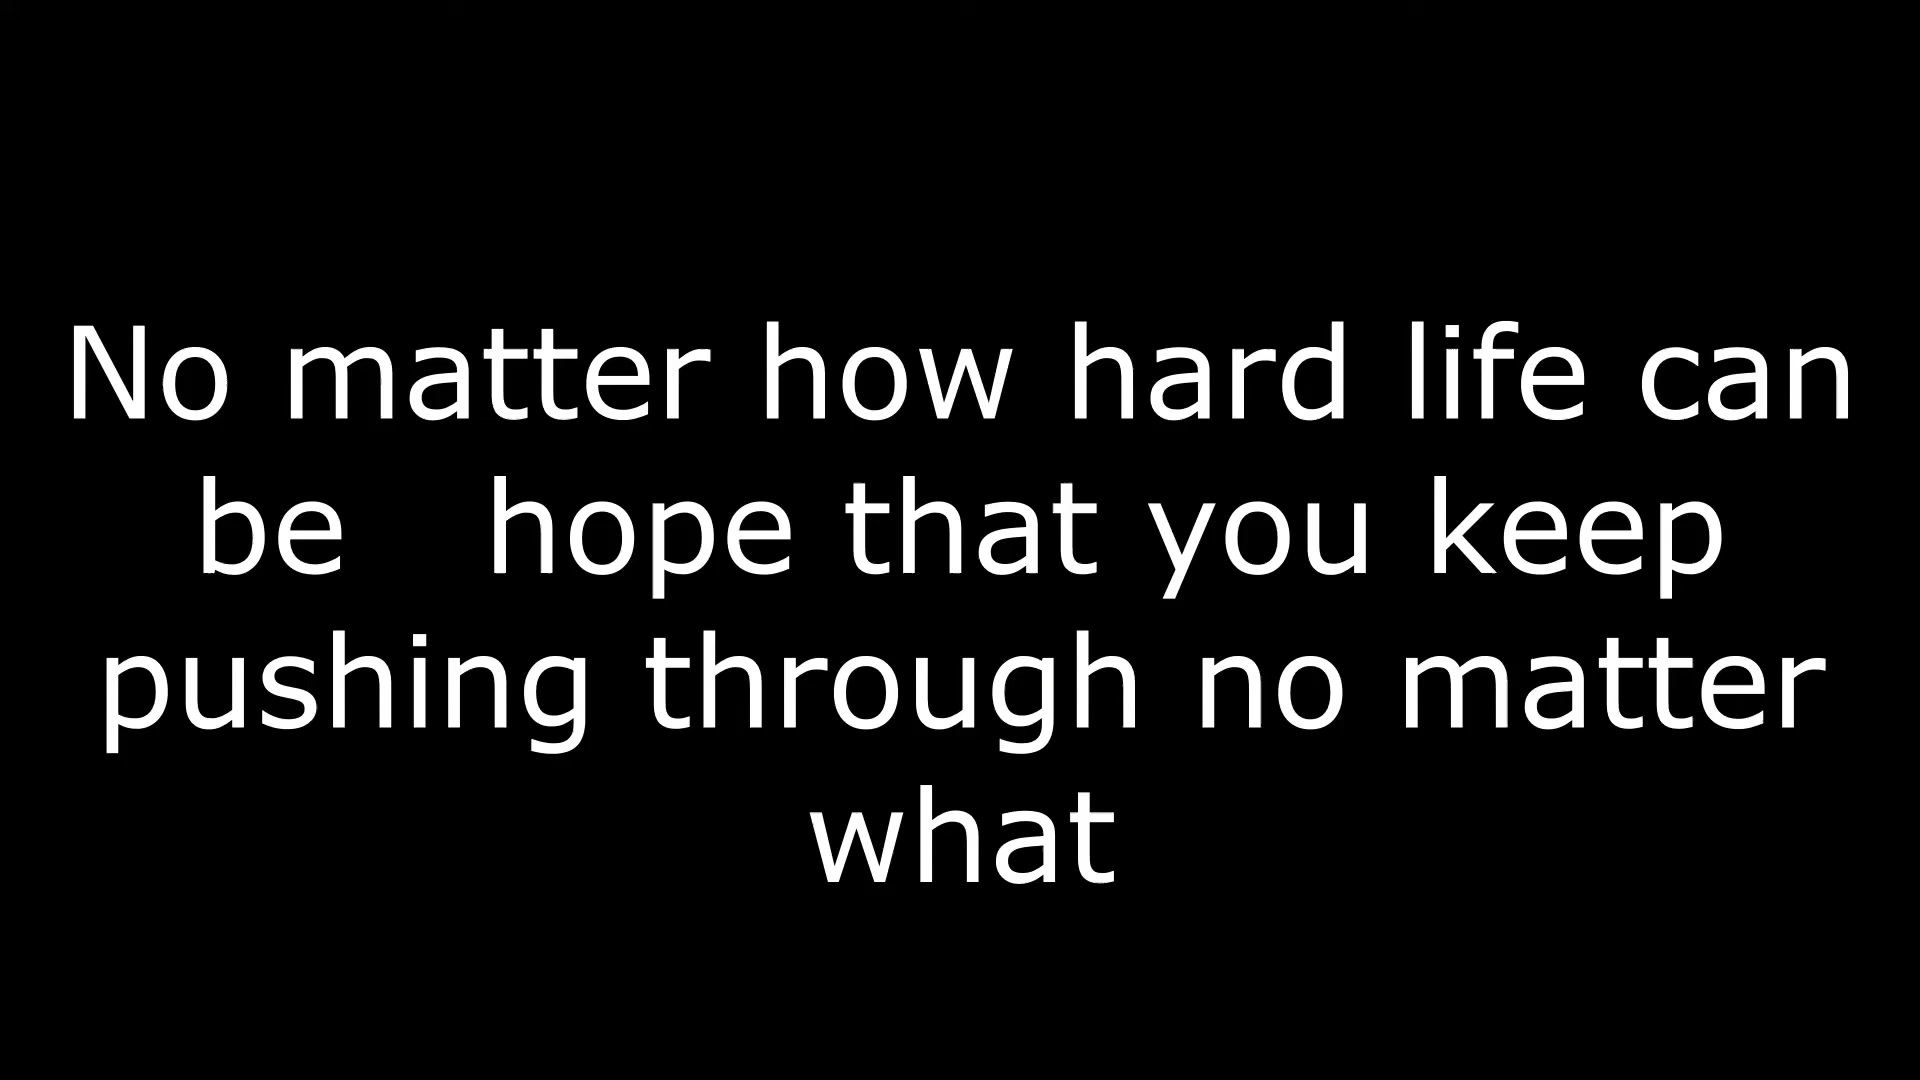 No matter how hard life can
be   hope that you keep
pushing through no matter
what